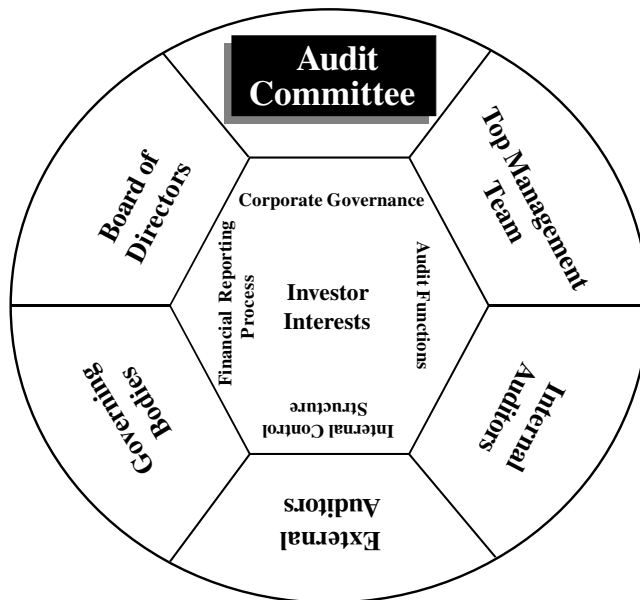 Audit
Committee
Board of
Directors
Top Management
Team
Corporate Governance
Financial Reporting
Process
Investor
Interests
Audit Functions
Internal Control
Structure
Governing
Bodies
Internal
Auditors
External
Auditors